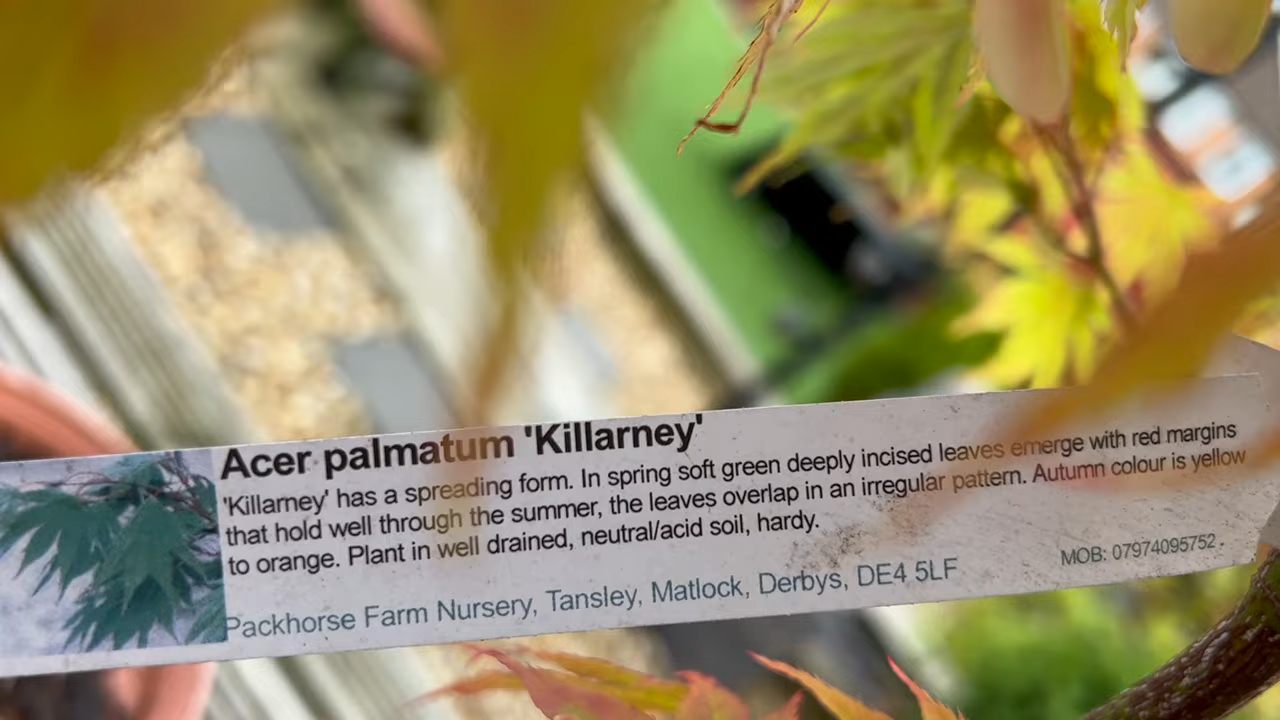 Acer palmatum 'Killarney'
'Killarney' has a spreading form. In spring soft green deeply incised leaves emerge with red margins
that hold well through the summer, the leaves overlap in an irregular pattern. Autumn colour is yellow
to orange. Plant in well drained, neutral/acid soil, hardy.
Packhorse Farm Nursery, Tansley, Matlock, Derbys, DE4 5LF
MOB: 07974095752